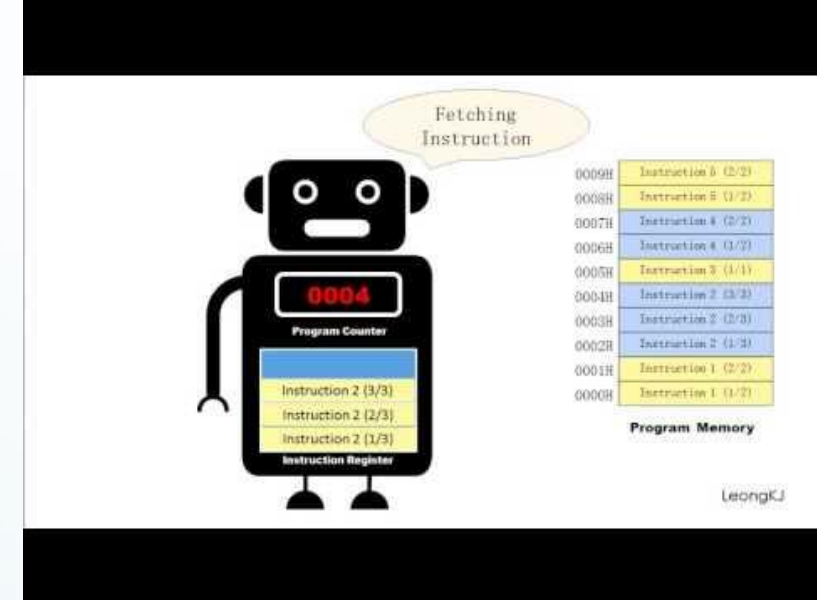 Fetching
Instruction
0004
Program Counter
Instruction 2 (3/3)
Instruction 2 (2/3)
Instruction 2 (1/3)
Instruction Register
0009H Instruction 5 (2/2)
0008H Instruction 5 (1/2)
0007H Instruction 4 (2/2)
0006H Instruction 4 (1/2)
0005H Instruction 3 (1/1)
0004H Instruction 2 (3/3)
0003H Instruction 2 (2/3)
0002H Instruction 2 (1/3)
0001H Instruction 1 (2/2)
0000H Instruction 1 (1/2)
Program Memory
LeongKJ